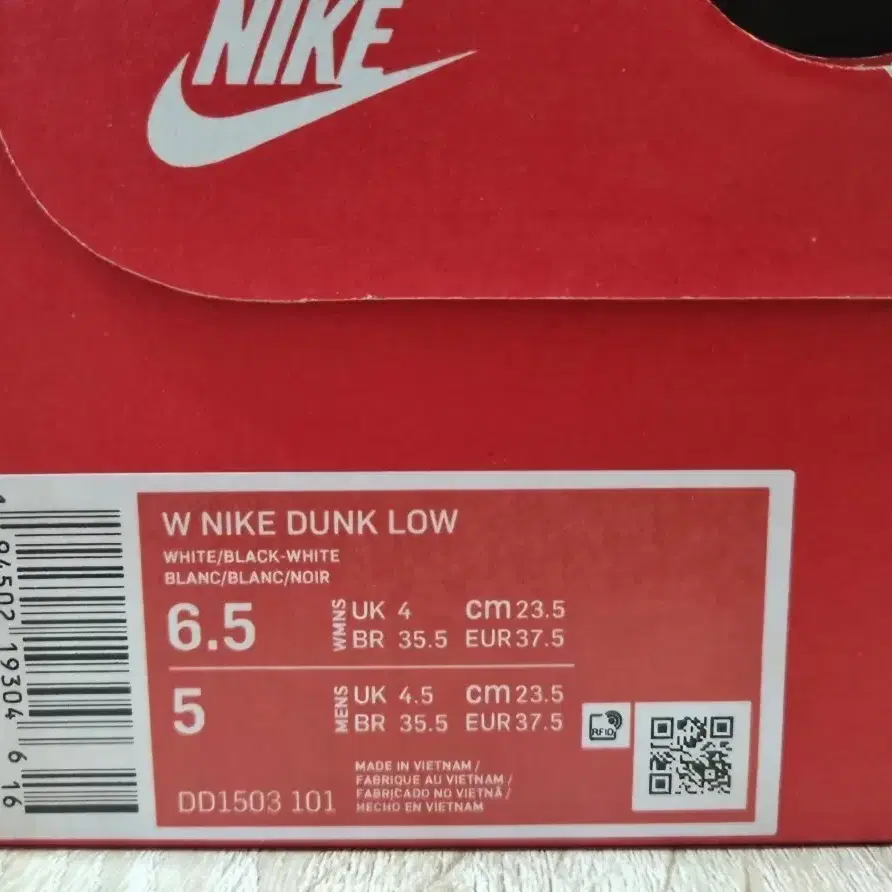 NIKE
W NIKE DUNK LOW
WHITE/BLACK-WHITE
BLANC/BLANC/NOIR
6.5 WMNS UK 4 cm 23.5
BR 35.5 EUR 37.5
5 MENS UK 4.5 cm 23.5
BR 35.5 EUR 37.5
RFID
MADE IN VIETNAM /
FABRIQUE AU VIETNAM /
FABRICADO NO VIETNÃ /
HECHO EN VIETNAM
DD1503 101
1 94502 19304 6 16